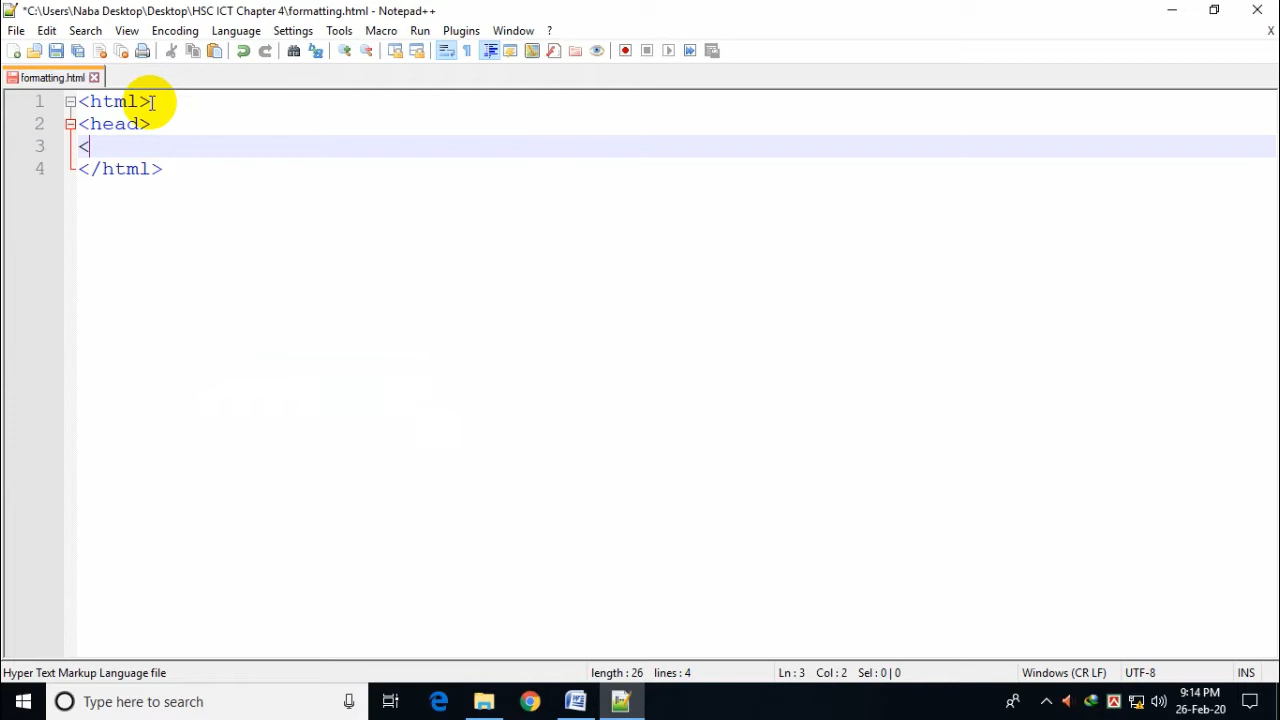 *C:\Users\Naba Desktop\Desktop\HSC ICT Chapter 4\formatting.html - Notepad++
File Edit Search View Encoding Language Settings Tools Macro Run Plugins Window ? X
formatting.html
1 <html>
2 <head>
3 <
4 </html>
Hyper Text Markup Language file length : 26 lines : 4 Ln : 3 Col : 2 Sel : 0 | 0 Windows (CR LF) UTF-8 INS
Type here to search
9:14 PM
26-Feb-20